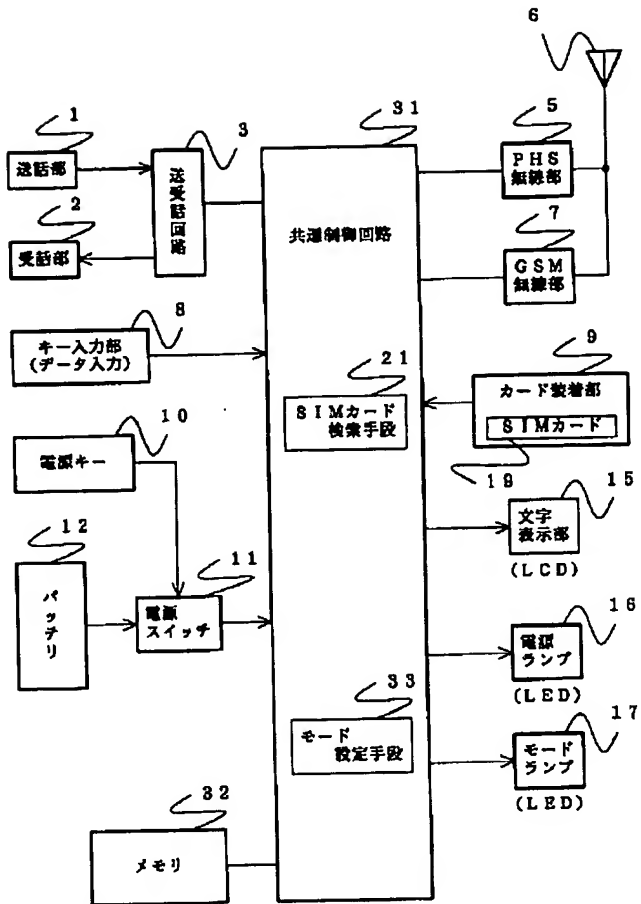 6
1
送話部
2
受話部
3
送受話回路
31
共通制御回路
5
PHS
無線部
7
GSM
無線部
8
キー入力部
(データ入力)
21
SIMカード
検索手段
9
カード装着部
SIMカード
19
10
電源キー
15
文字
表示部
(LCD)
12
バッテリ
11
電源
スイッチ
16
電源
ランプ
(LED)
33
モード
設定手段
17
モード
ランプ
(LED)
32
メモリ